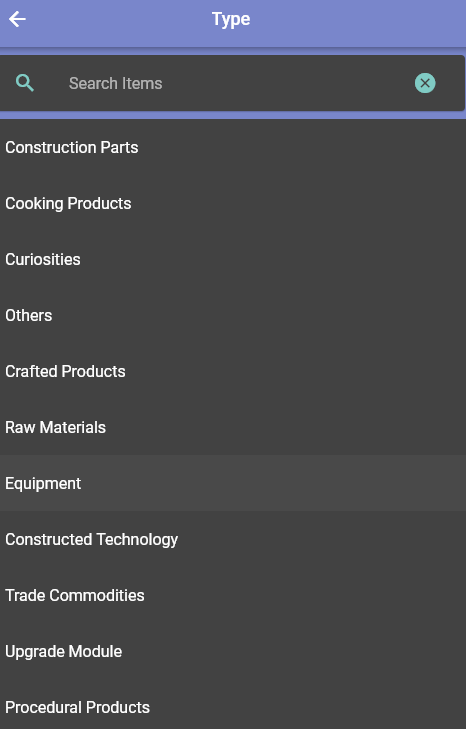 Type
Search Items
Construction Parts
Cooking Products
Curiosities
Others
Crafted Products
Raw Materials
Equipment
Constructed Technology
Trade Commodities
Upgrade Module
Procedural Products